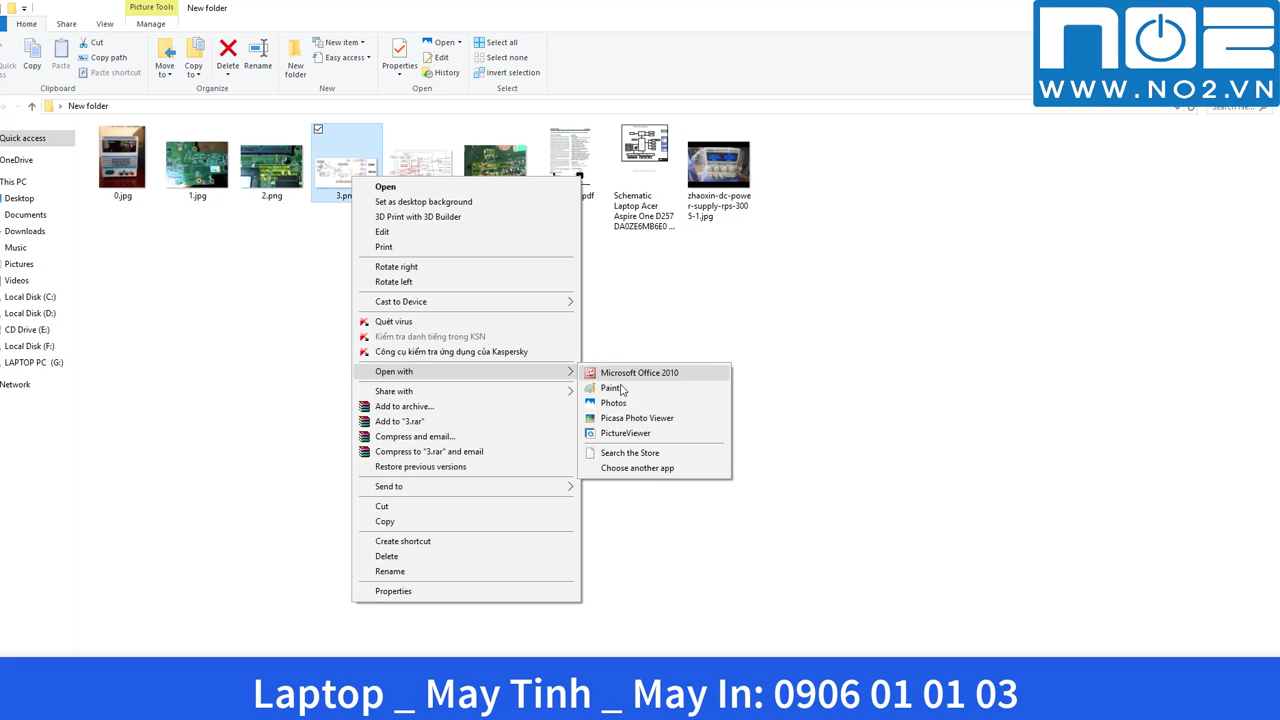 Picture Tools New folder
Home Share View Manage
Copy Paste Cut Copy path Paste shortcut
Move to Copy to Delete Rename New folder New item Easy access
Properties Open Edit History
Select all Select none Invert selection
Clipboard Organize New Open Select
New folder
NO2
WWW.NO2.VN
Quick access
OneDrive
This PC
Desktop
Documents
Downloads
Music
Pictures
Videos
Local Disk (C:)
Local Disk (D:)
CD Drive (E:)
Local Disk (F:)
LAPTOP PC (G:)
Network
0.jpg 1.jpg 2.png
Schematic
Laptop Acer
Aspire One D257
DA0ZE6MB6E0 ...
zhaoxin-dc-powe
r-supply-rps-300
5-1.jpg
Open
Set as desktop background
3D Print with 3D Builder
Edit
Print
Rotate right
Rotate left
Cast to Device
Quét virus
Kiểm tra danh tiếng trong KSN
Công cụ kiểm tra ứng dụng của Kaspersky
Open with
Share with
Add to archive...
Add to "3.rar"
Compress and email...
Compress to "3.rar" and email
Restore previous versions
Send to
Cut
Copy
Create shortcut
Delete
Rename
Properties
Microsoft Office 2010
Paint
Photos
Picasa Photo Viewer
PictureViewer
Search the Store
Choose another app
Laptop _ May Tinh _ May In: 0906 01 01 03